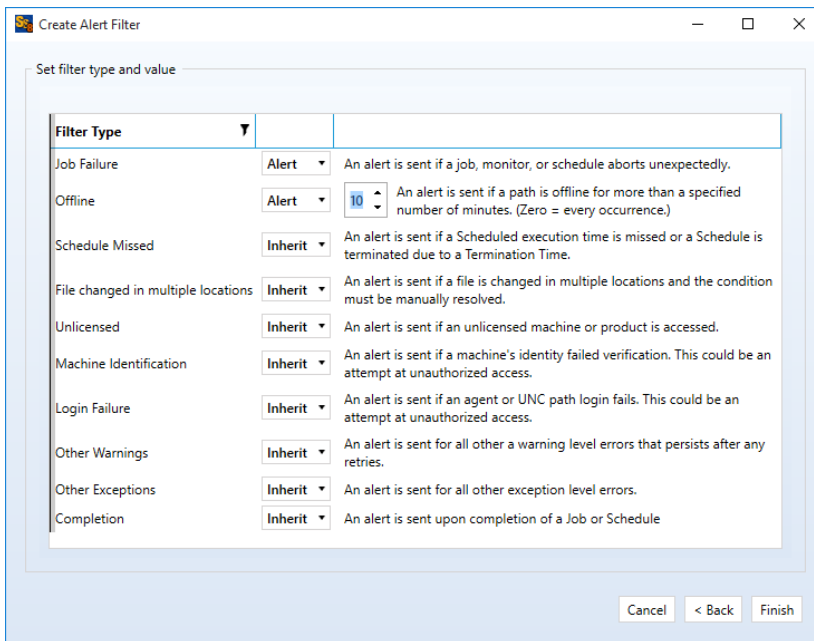 Create Alert Filter
Set filter type and value
Filter Type
Job Failure Alert An alert is sent if a job, monitor, or schedule aborts unexpectedly.
Offline Alert 10 An alert is sent if a path is offline for more than a specified
number of minutes. (Zero = every occurrence.)
Schedule Missed Inherit An alert is sent if a Scheduled execution time is missed or a Schedule is
terminated due to a Termination Time.
File changed in multiple locations Inherit An alert is sent if a file is changed in multiple locations and the condition
must be manually resolved.
Unlicensed Inherit An alert is sent if an unlicensed machine or product is accessed.
Machine Identification Inherit An alert is sent if a machine's identity failed verification. This could be an
attempt at unauthorized access.
Login Failure Inherit An alert is sent if an agent or UNC path login fails. This could be an
attempt at unauthorized access.
Other Warnings Inherit An alert is sent for all other a warning level errors that persists after any
retries.
Other Exceptions Inherit An alert is sent for all other exception level errors.
Completion Inherit An alert is sent upon completion of a Job or Schedule
Cancel < Back Finish